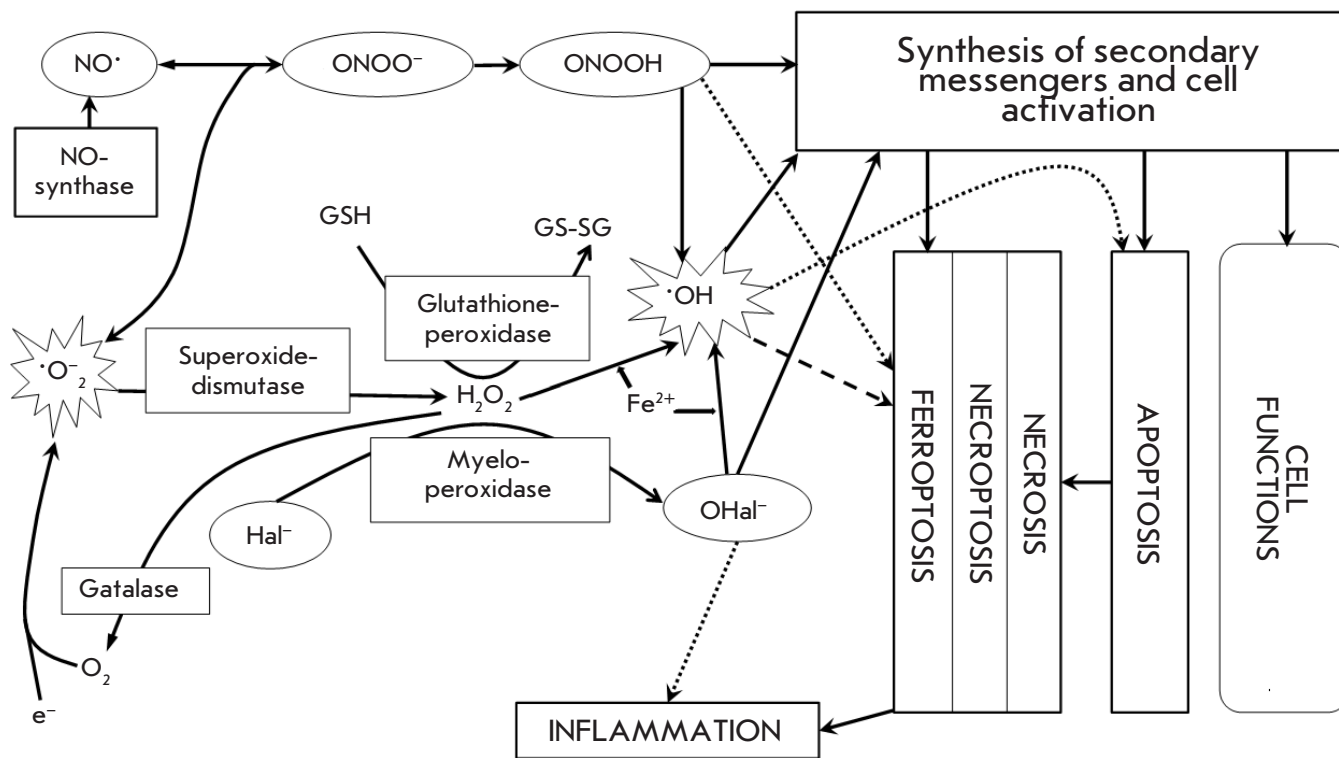 NO·
ONOO⁻
ONOOH
Synthesis of secondary
messengers and cell
activation
NO-
synthase
GSH
GS-SG
Glutathione-
peroxidase
·OH
·O⁻₂
Superoxide-
dismutase
H₂O₂
Fe²⁺
Myelo-
peroxidase
Hal⁻
OHal⁻
Gatalase
O₂
e⁻
FERROPTOSIS
NECROPTOSIS
NECROSIS
APOPTOSIS
CELL
FUNCTIONS
INFLAMMATION